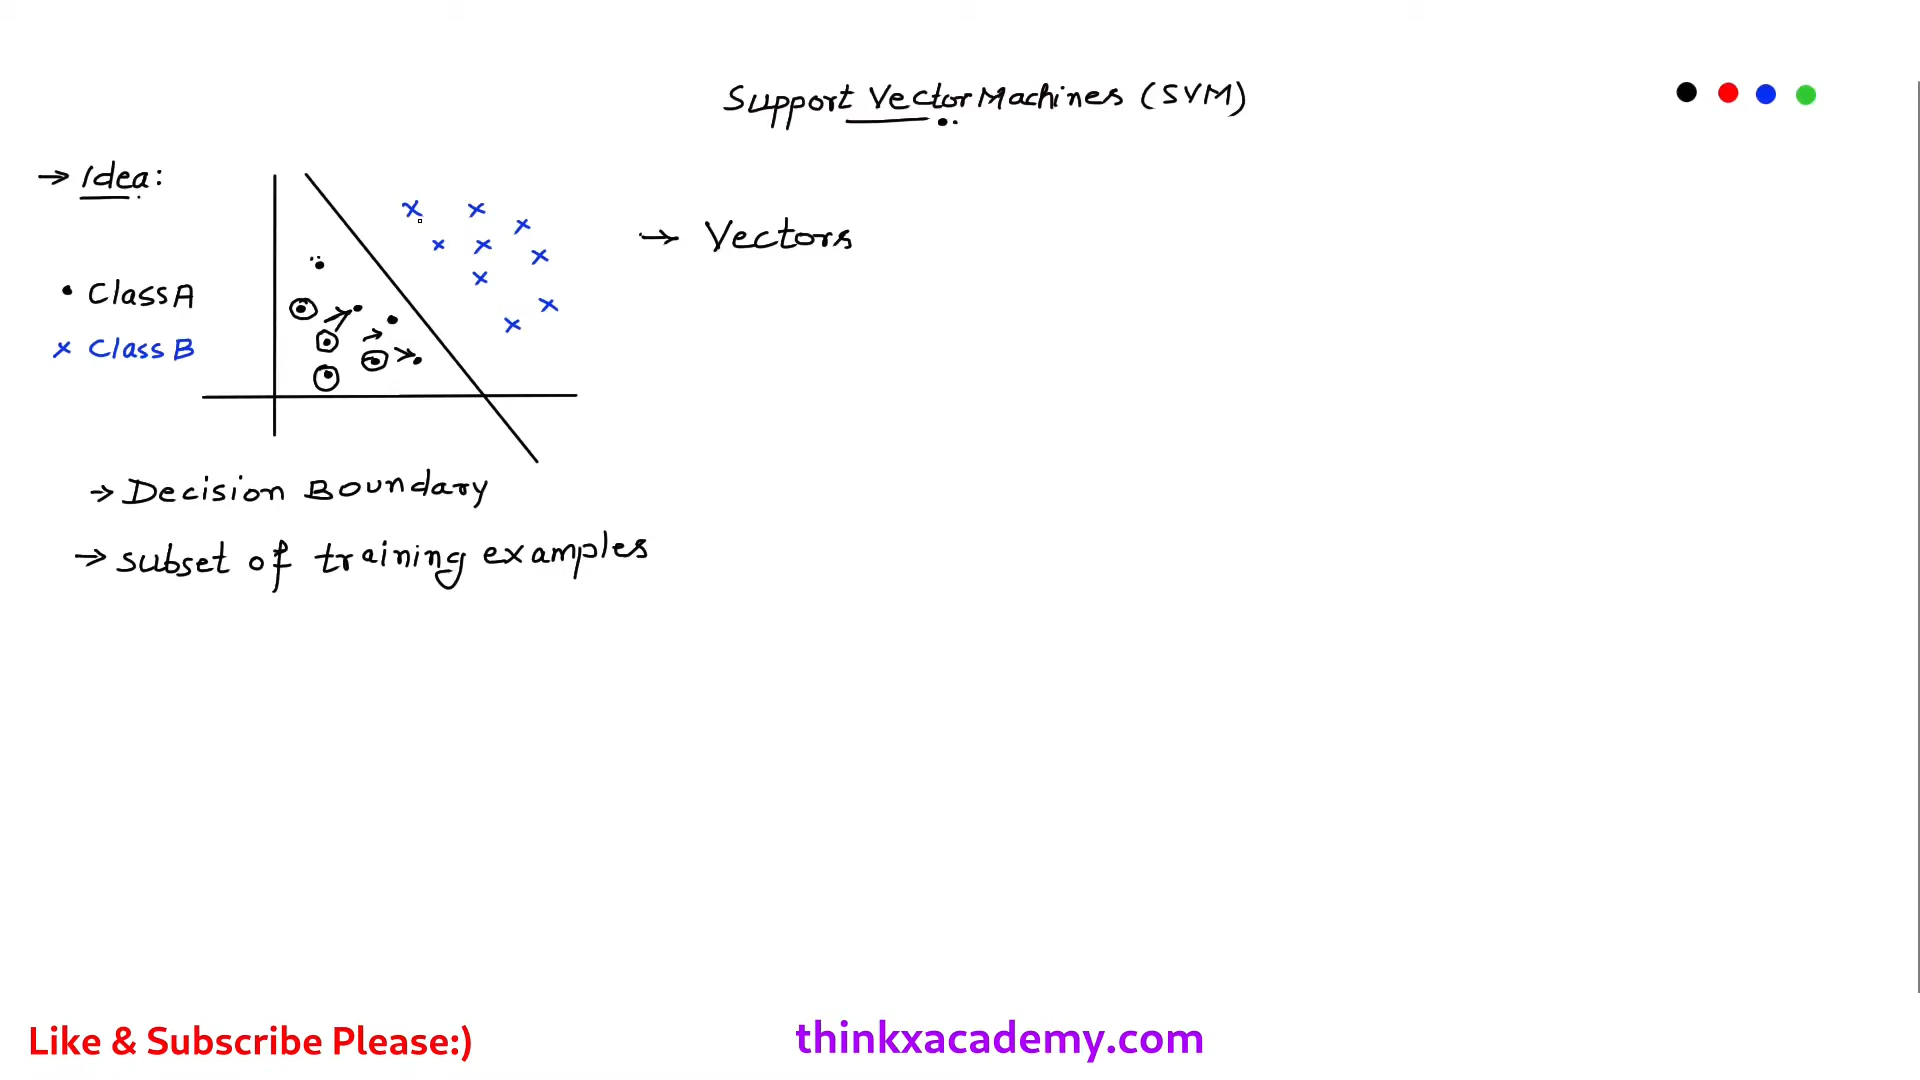 Support Vector Machines (SVM)
→ Idea:
→ Vectors
• Class A
x Class B
→ Decision Boundary
→ subset of training examples
Like & Subscribe Please:)
thinkxacademy.com